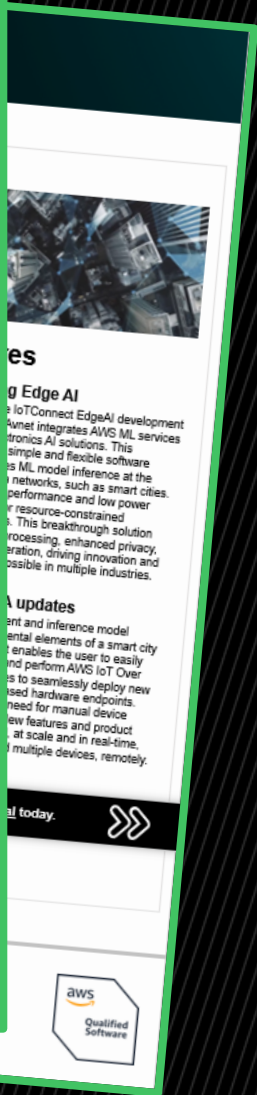 es
g Edge AI
IoTConnect EdgeAI development
Avnet integrates AWS ML services
tronics AI solutions. This
simple and flexible software
es ML model inference at the
networks, such as smart cities.
performance and low power
r resource-constrained
s. This breakthrough solution
rocessing, enhanced privacy,
eration, driving innovation and
ossible in multiple industries.
A updates
ent and inference model
ental elements of a smart city
t enables the user to easily
and perform AWS IoT Over
es to seamlessly deploy new
ased hardware endpoints.
need for manual device
ew features and product
, at scale and in real-time,
d multiple devices, remotely.
al today.
aws
Qualified
Software